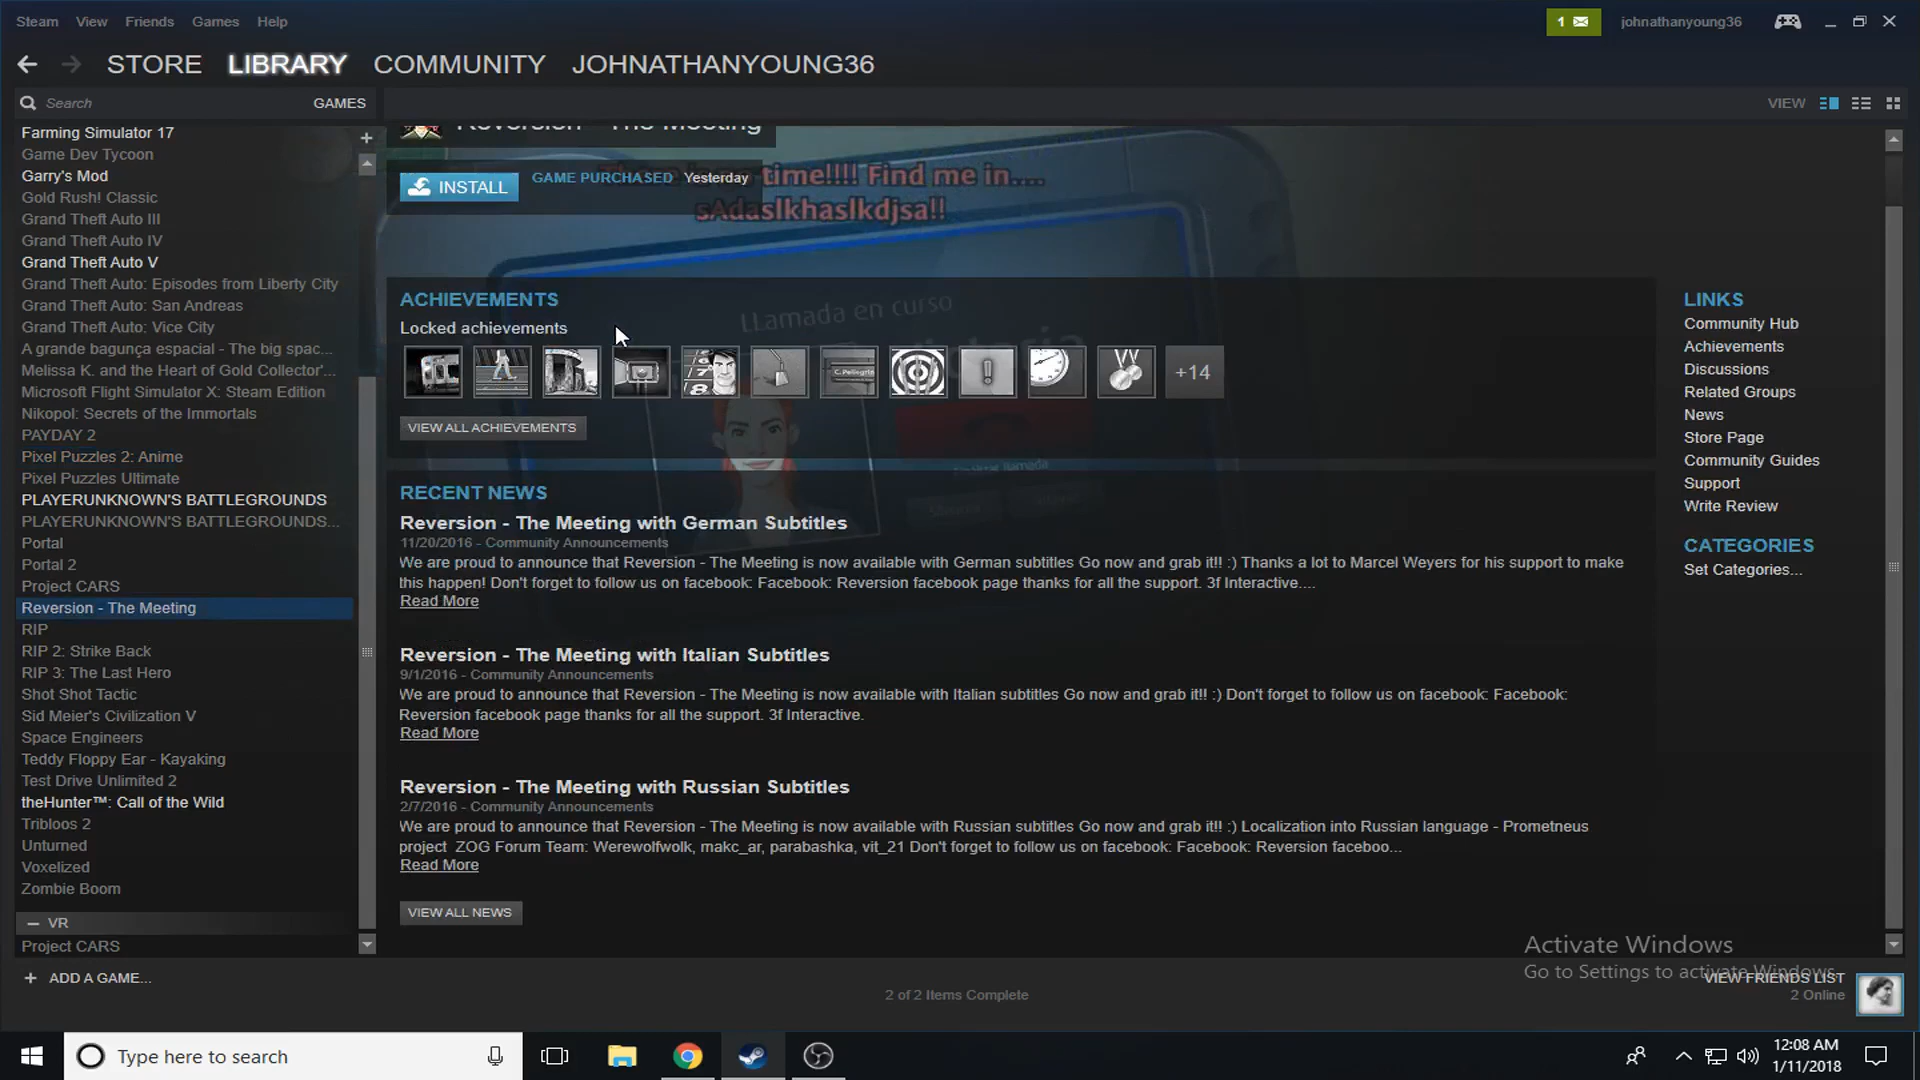 Steam View Friends Games Help
1 johnathanyoung36
STORE LIBRARY COMMUNITY JOHNATHANYOUNG36
Search GAMES
VIEW
Farming Simulator 17
Game Dev Tycoon
Garry's Mod
Gold Rush! Classic
Grand Theft Auto III
Grand Theft Auto IV
Grand Theft Auto V
Grand Theft Auto: Episodes from Liberty City
Grand Theft Auto: San Andreas
Grand Theft Auto: Vice City
A grande bagunça espacial - The big spac...
Melissa K. and the Heart of Gold Collector'...
Microsoft Flight Simulator X: Steam Edition
Nikopol: Secrets of the Immortals
PAYDAY 2
Pixel Puzzles 2: Anime
Pixel Puzzles Ultimate
PLAYERUNKNOWN'S BATTLEGROUNDS
PLAYERUNKNOWN'S BATTLEGROUNDS...
Portal
Portal 2
Project CARS
Reversion - The Meeting
RIP
RIP 2: Strike Back
RIP 3: The Last Hero
Shot Shot Tactic
Sid Meier's Civilization V
Space Engineers
Teddy Floppy Ear - Kayaking
Test Drive Unlimited 2
theHunter™: Call of the Wild
Tribloos 2
Unturned
Voxelized
Zombie Boom
VR
Project CARS
+ ADD A GAME...
Reversion - The Meeting
INSTALL
GAME PURCHASED Yesterday
time!!!! Find me in....
sAdaslkhaslkdjsa!!
LLamada en curso
ACHIEVEMENTS
Locked achievements
C. Pellegrin
+14
VIEW ALL ACHIEVEMENTS
RECENT NEWS
Reversion - The Meeting with German Subtitles
11/20/2016 - Community Announcements
We are proud to announce that Reversion - The Meeting is now available with German subtitles Go now and grab it!! :) Thanks a lot to Marcel Weyers for his support to make
this happen! Don't forget to follow us on facebook: Facebook: Reversion facebook page thanks for all the support. 3f Interactive....
Read More
Reversion - The Meeting with Italian Subtitles
9/1/2016 - Community Announcements
We are proud to announce that Reversion - The Meeting is now available with Italian subtitles Go now and grab it!! :) Don't forget to follow us on facebook: Facebook:
Reversion facebook page thanks for all the support. 3f Interactive.
Read More
Reversion - The Meeting with Russian Subtitles
2/7/2016 - Community Announcements
We are proud to announce that Reversion - The Meeting is now available with Russian subtitles Go now and grab it!! :) Localization into Russian language - Prometneus
project ZOG Forum Team: Werewolfwolk, makc_ar, parabashka, vit_21 Don't forget to follow us on facebook: Facebook: Reversion faceboo...
Read More
VIEW ALL NEWS
LINKS
Community Hub
Achievements
Discussions
Related Groups
News
Store Page
Community Guides
Support
Write Review
CATEGORIES
Set Categories...
Activate Windows
Go to Settings to activate Windows.
VIEW FRIENDS LIST
2 Online
2 of 2 Items Complete
Type here to search
12:08 AM
1/11/2018